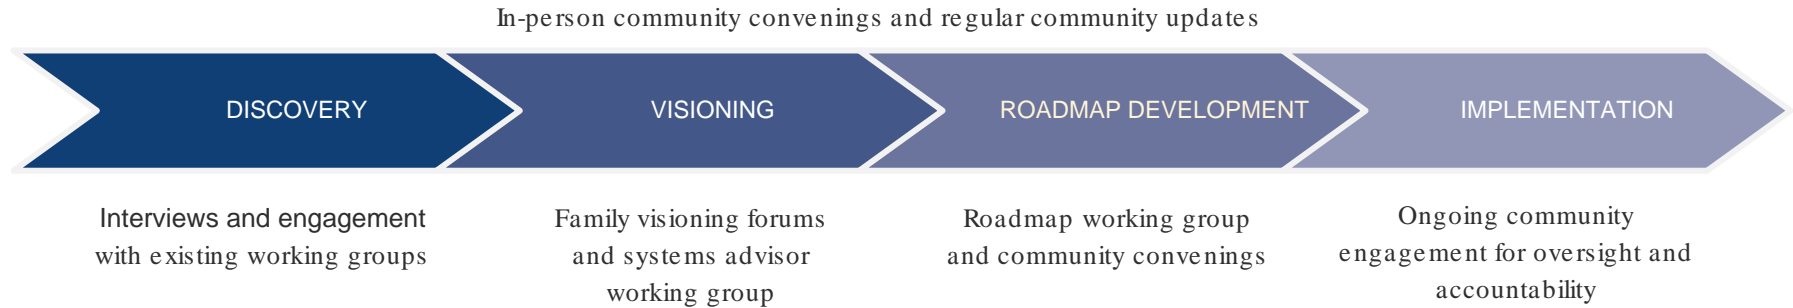 In-person community convenings and regular community updates
DISCOVERY
VISIONING
ROADMAP DEVELOPMENT
IMPLEMENTATION
Interviews and engagement
with existing working groups
Family visioning forums
and systems advisor
working group
Roadmap working group
and community convenings
Ongoing community
engagement for oversight and
accountability